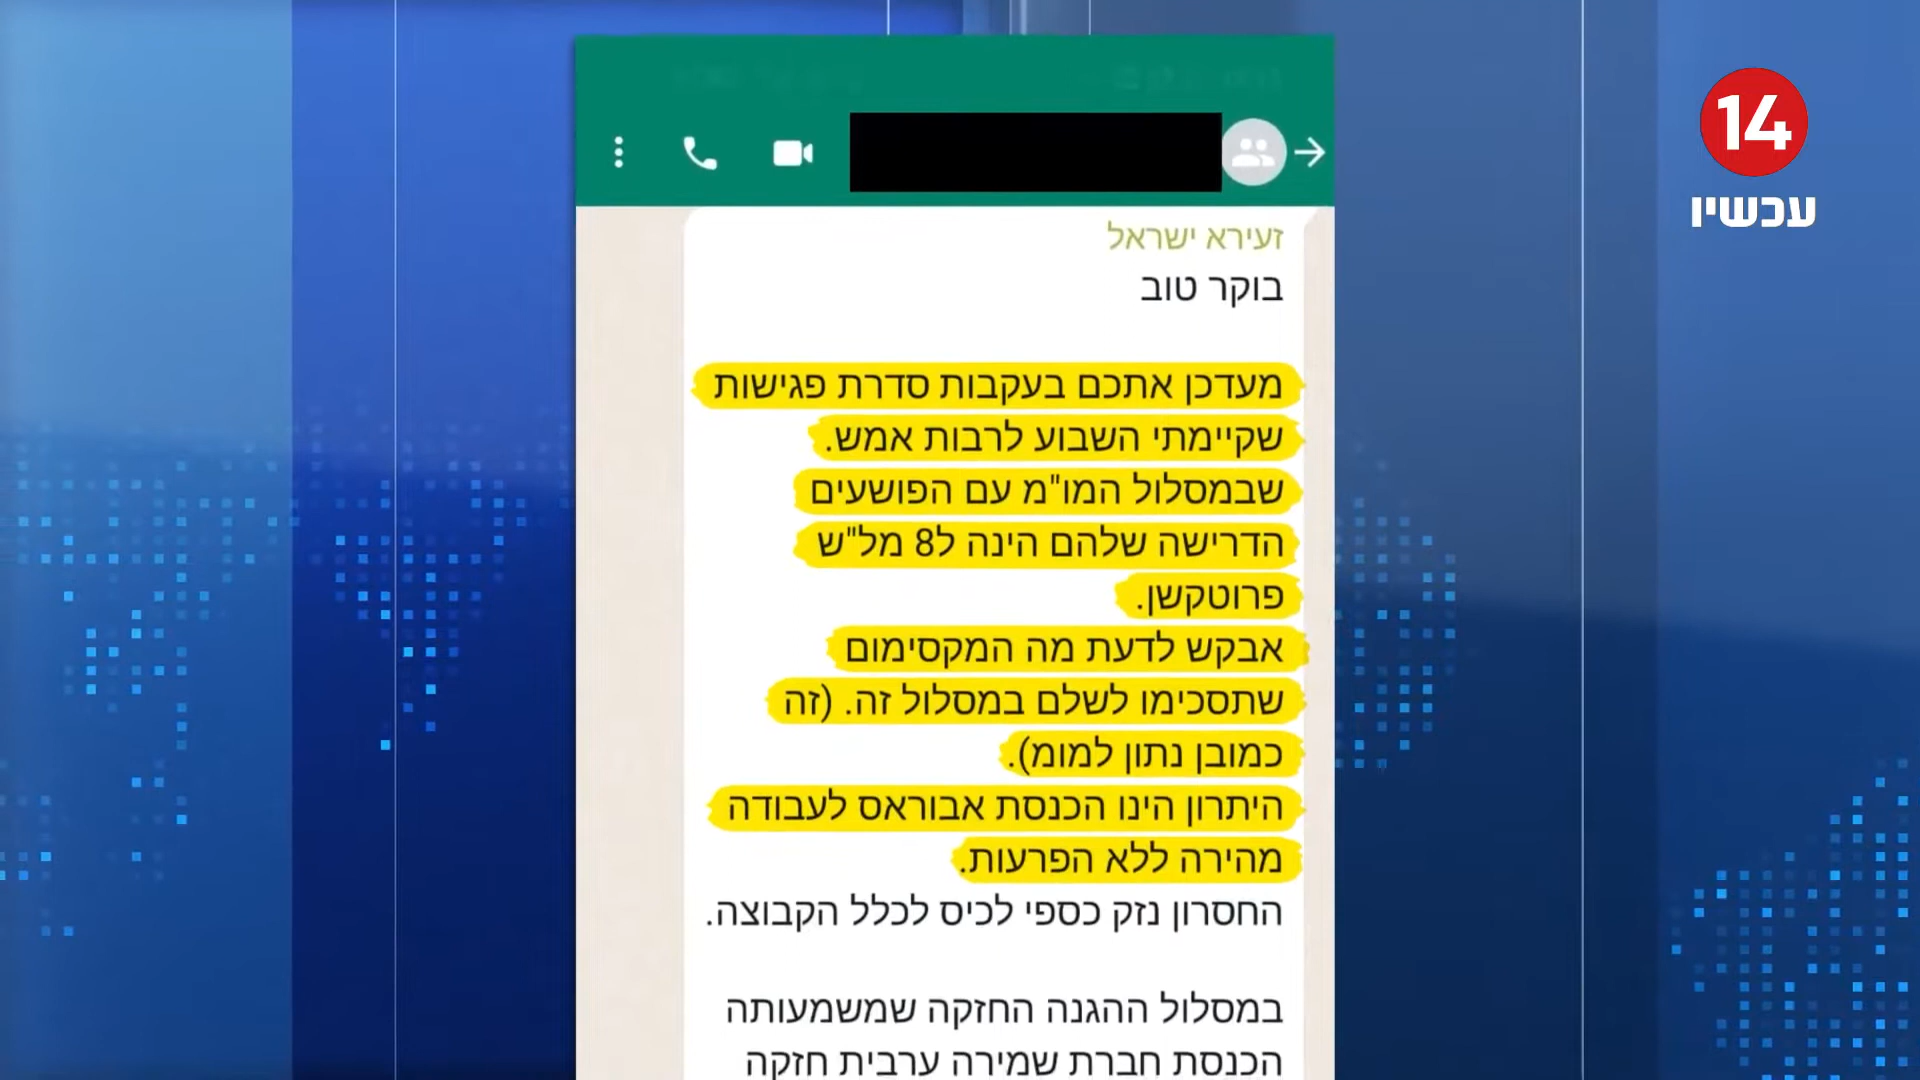 14
עכשיו
זעירא ישראל
בוקר טוב
מעדכן אתכם בעקבות סדרת פגישות
שקיימתי השבוע לרבות אמש.
שבמסלול המו"מ עם הפושעים
הדרישה שלהם הינה ל8 מל"ש
פרוטקשן.
אבקש לדעת מה המקסימום
שתסכימו לשלם במסלול זה. (זה
כמובן נתון למומ).
היתרון הינו הכנסת אבוראס לעבודה
מהירה ללא הפרעות.
החסרון נזק כספי לכיס לכלל הקבוצה.
במסלול ההגנה החזקה שמשמעותה
הכנסת חברת שמירה ערבית חזקה